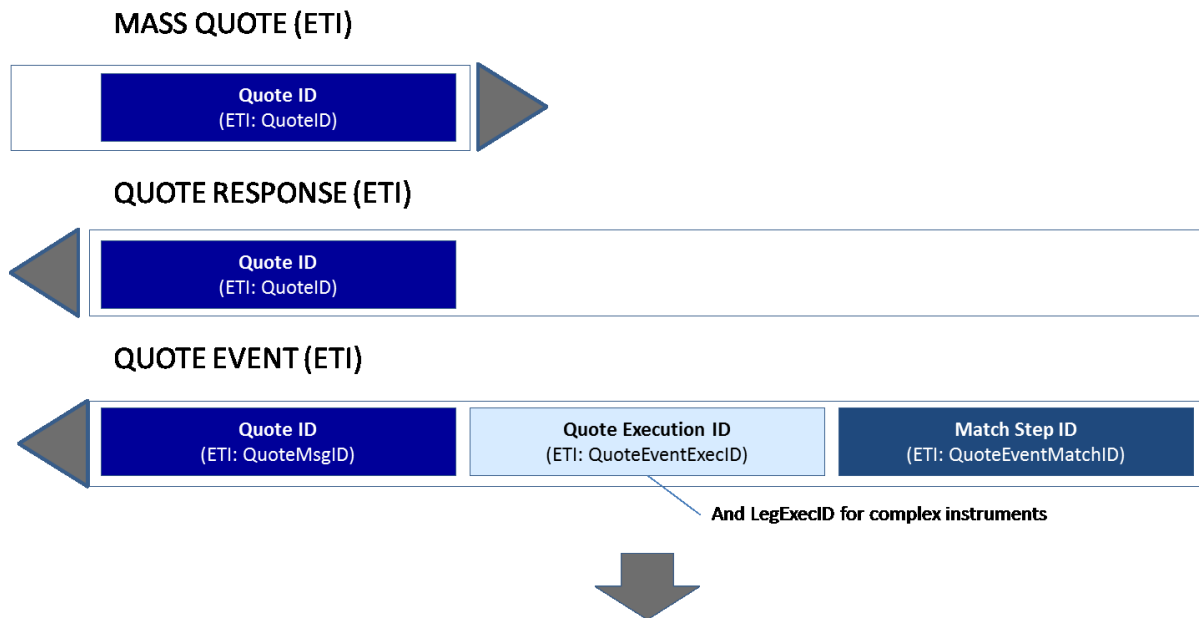 MASS QUOTE (ETI)
Quote ID
(ETI: QuoteID)
QUOTE RESPONSE (ETI)
Quote ID
(ETI: QuoteID)
QUOTE EVENT (ETI)
Quote ID
(ETI: QuoteMsgID)
Quote Execution ID
(ETI: QuoteEventExecID)
Match Step ID
(ETI: QuoteEventMatchID)
And LegExecID for complex instruments